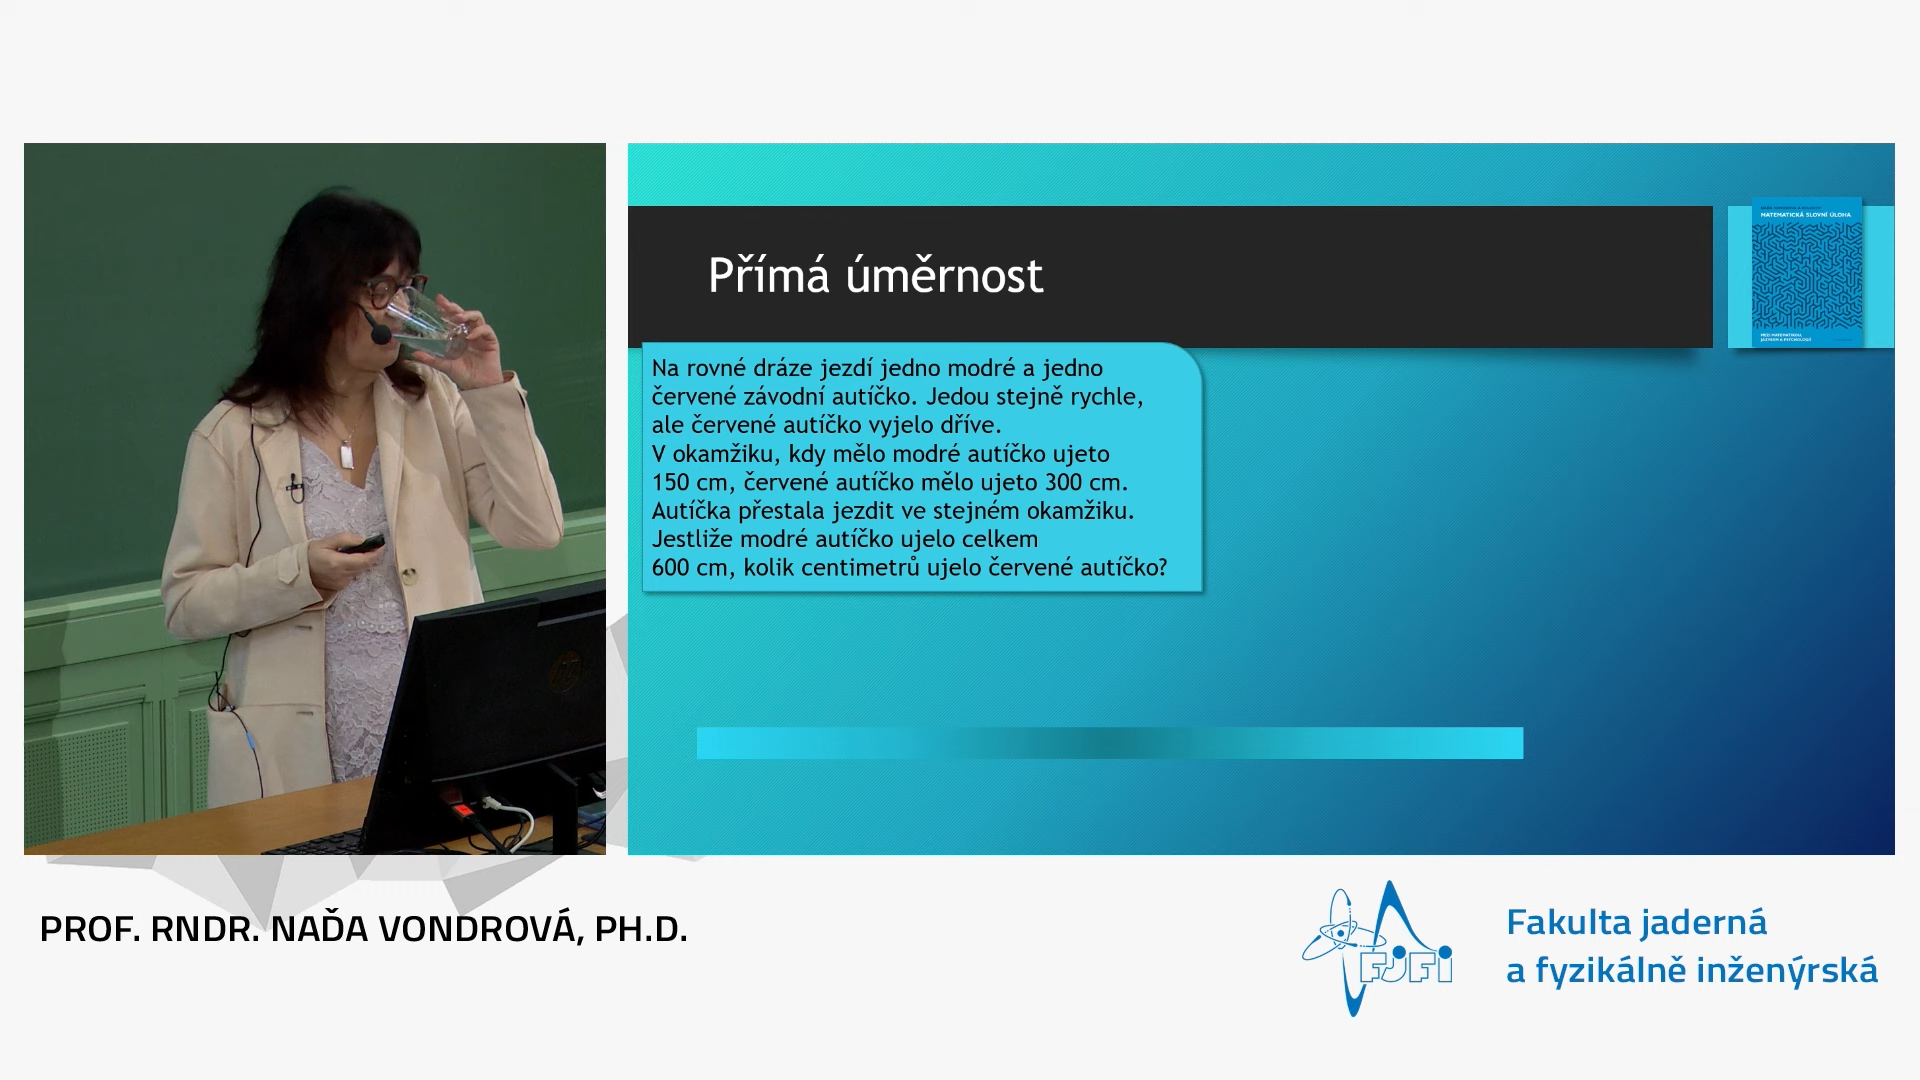 Přímá úměrnost
MATEMATICKÁ SLOVNÍ ÚLOHA
Na rovné dráze jezdí jedno modré a jedno
červené závodní autíčko. Jedou stejně rychle,
ale červené autíčko vyjelo dříve.
V okamžiku, kdy mělo modré autíčko ujeto
150 cm, červené autíčko mělo ujeto 300 cm.
Autíčka přestala jezdit ve stejném okamžiku.
Jestliže modré autíčko ujelo celkem
600 cm, kolik centimetrů ujelo červené autíčko?
PROF. RNDR. NAĎA VONDROVÁ, PH.D.
FJFI
Fakulta jaderná
a fyzikálně inženýrská